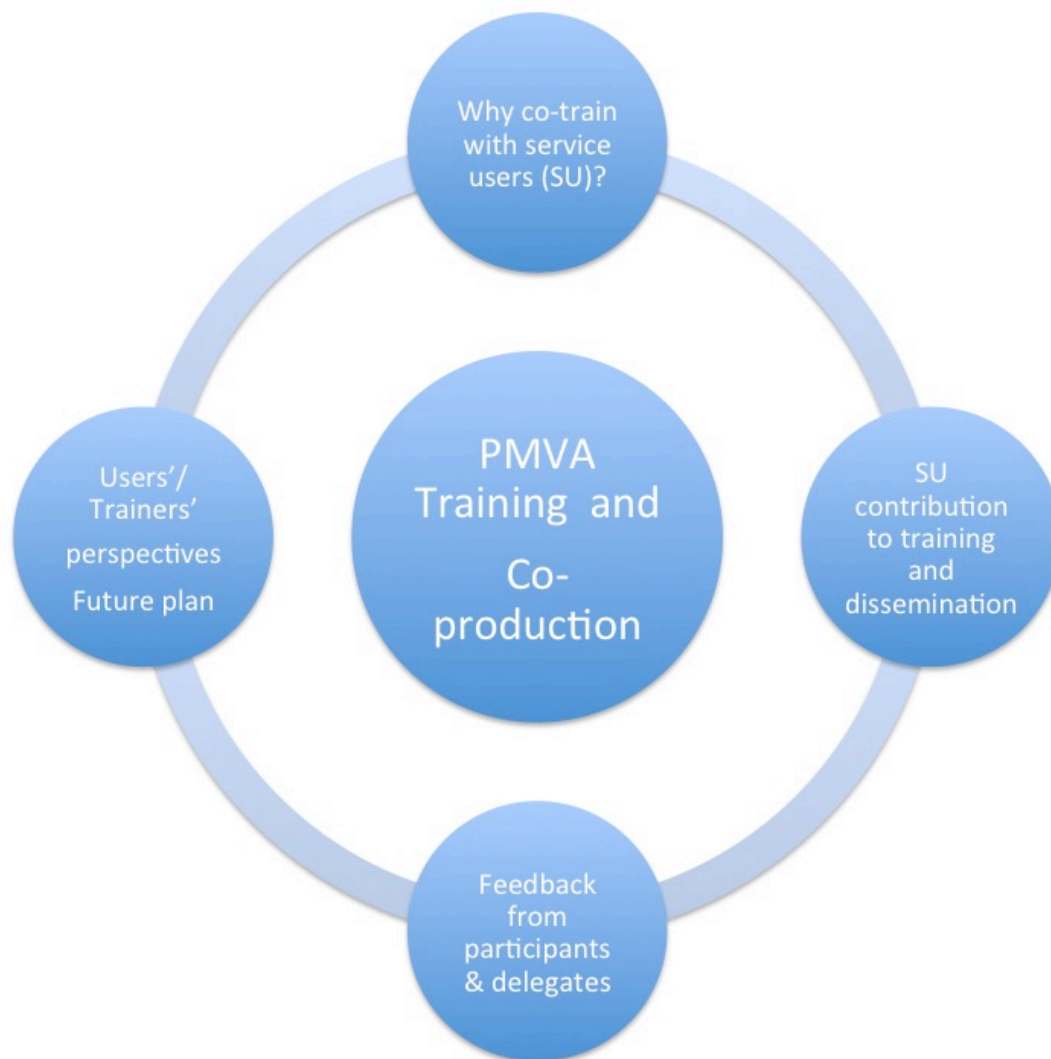 Why co-train
with service
users (SU)?
Users’/
Trainers’
perspectives
Future plan
PMVA
Training and
Co-
production
SU
contribution
to training
and
dissemination
Feedback
from
participants
& delegates